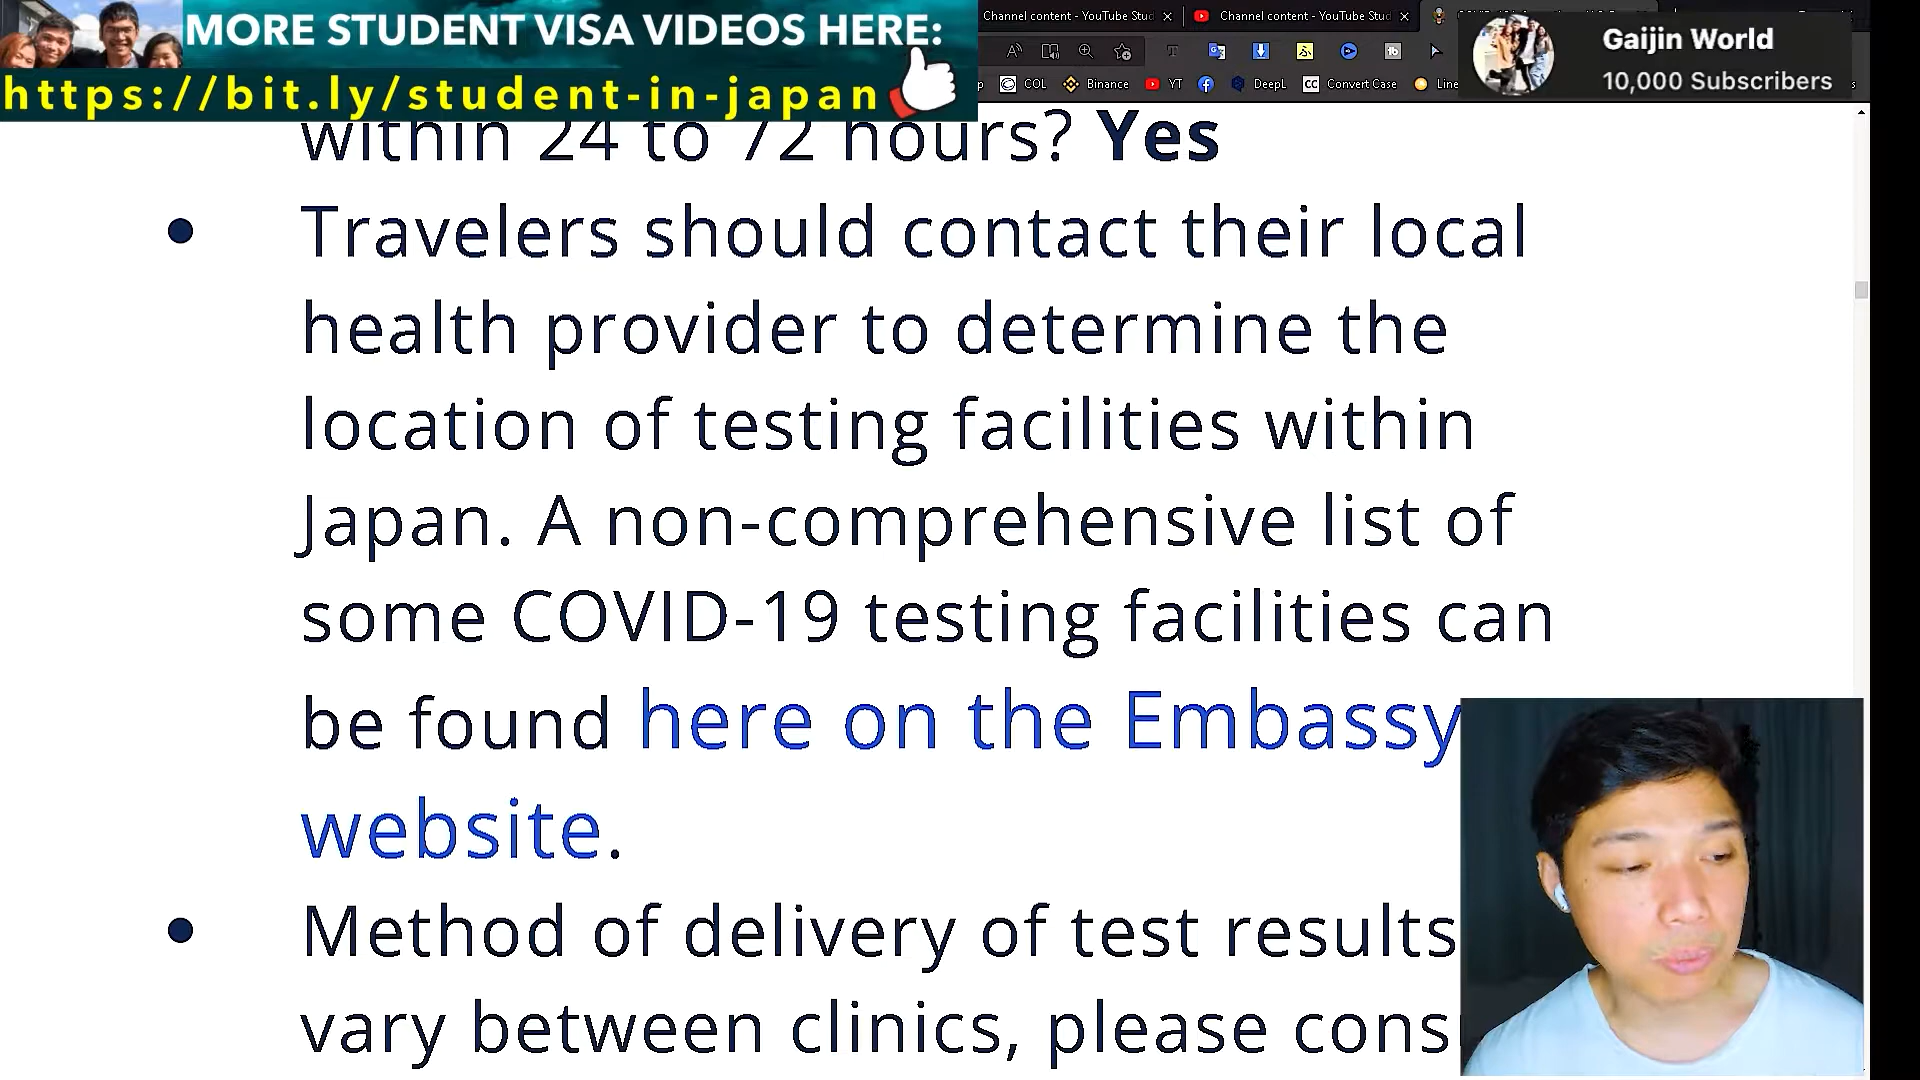 MORE STUDENT VISA VIDEOS HERE:
https://bit.ly/student-in-japan
Channel content - YouTube Stud
Channel content - YouTube Stud
Gaijin World
10,000 Subscribers
COL
Binance
YT
DeepL
CC
Convert Case
Line
within 24 to 72 hours? Yes
• Travelers should contact their local
health provider to determine the
location of testing facilities within
Japan. A non-comprehensive list of
some COVID-19 testing facilities can
be found here on the Embassy
website.
• Method of delivery of test results
vary between clinics, please cons